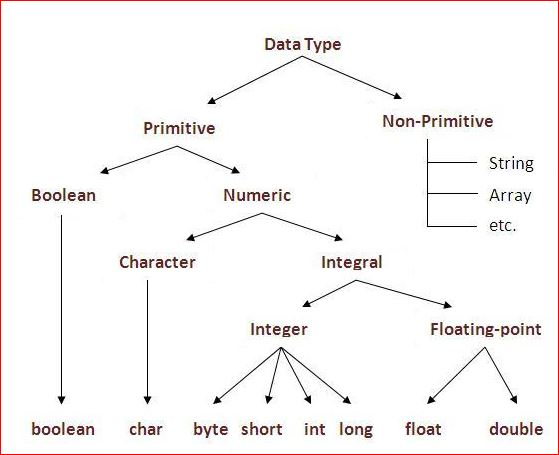 Data Type
Primitive
Non-Primitive
String
Array
etc.
Boolean
Numeric
Character
Integral
Integer
Floating-point
boolean
char
byte
short
int
long
float
double